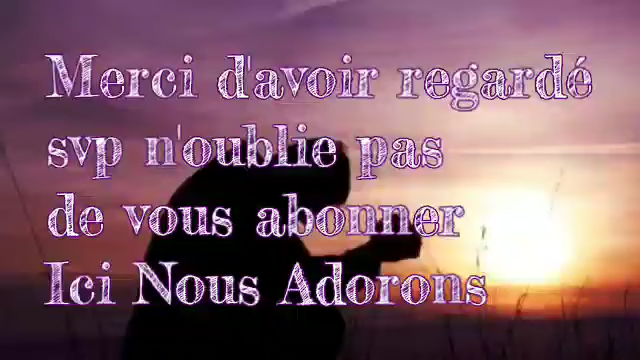 Merci d'avoir regardé
svp n'oublie pas
de vous abonner
Ici Nous Adorons